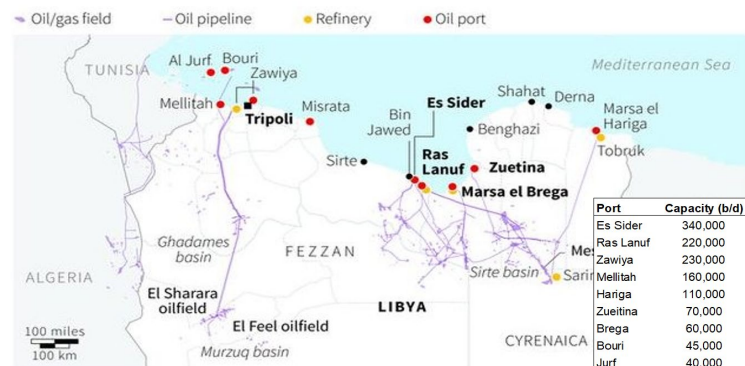 Oil/gas field
Oil pipeline
Refinery
Oil port
TUNISIA
Al Jurf
Bouri
Zawiya
Mediterranean Sea
Mellitah
Tripoli
Misrata
Bin
Jawed
Es Sider
Shahat
Derna
Marsa el
Hariga
Benghazi
Tobruk
Sirte
Ras
Lanuf
Zuetina
Marsa el Brega
Ghadames
basin
FEZZAN
Sirte basin
ALGERIA
El Sharara
oilfield
LIBYA
El Feel oilfield
CYRENAICA
Murzuq basin
100 miles
100 km
Port Capacity (b/d)
Es Sider 340,000
Ras Lanuf 220,000
Zawiya 230,000
Mellitah 160,000
Hariga 110,000
Zueitina 70,000
Brega 60,000
Bouri 45,000
Jurf 40,000